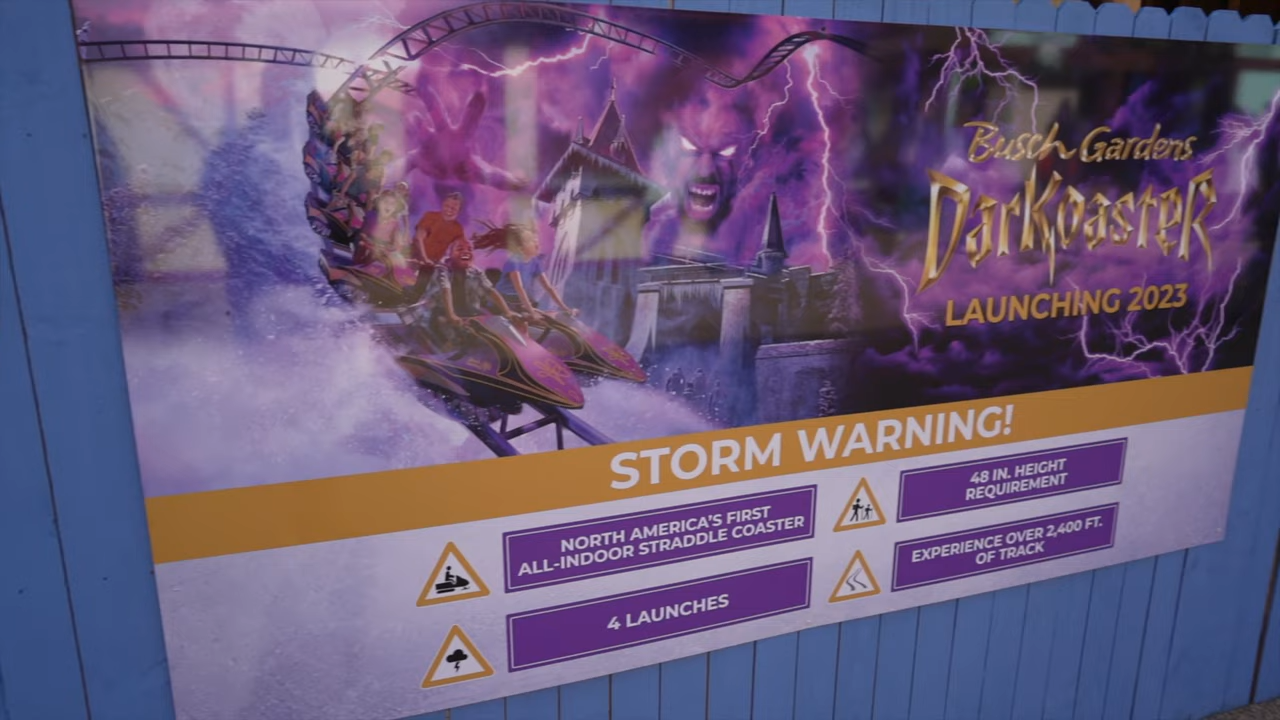 Busch Gardens
DarKoasteR
LAUNCHING 2023
STORM WARNING!
NORTH AMERICA'S FIRST
ALL-INDOOR STRADDLE COASTER
48 IN. HEIGHT
REQUIREMENT
4 LAUNCHES
EXPERIENCE OVER 2,400 FT.
OF TRACK